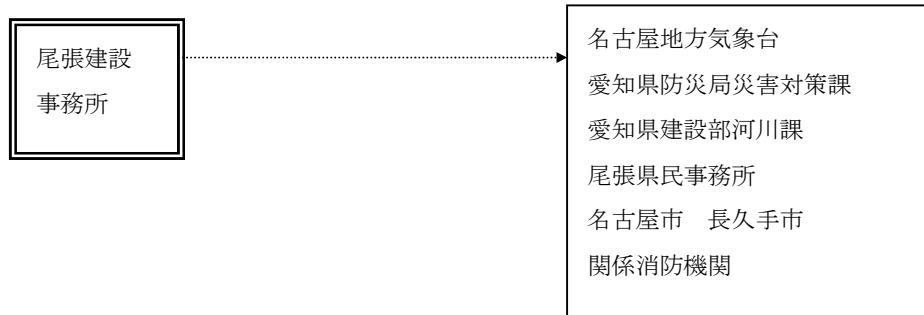 尾張建設
事務所
名古屋地方気象台
愛知県防災局災害対策課
愛知県建設部河川課
尾張県民事務所
名古屋市　長久手市
関係消防機関